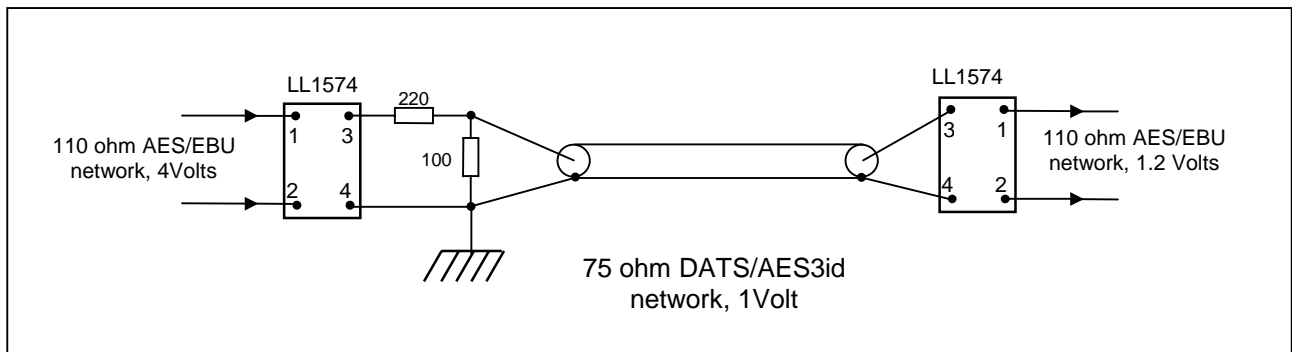 LL1574
1
2
3
4
110 ohm AES/EBU
network, 4Volts
220
100
75 ohm DATS/AES3id
network, 1Volt
LL1574
3
4
1
2
110 ohm AES/EBU
network, 1.2 Volts